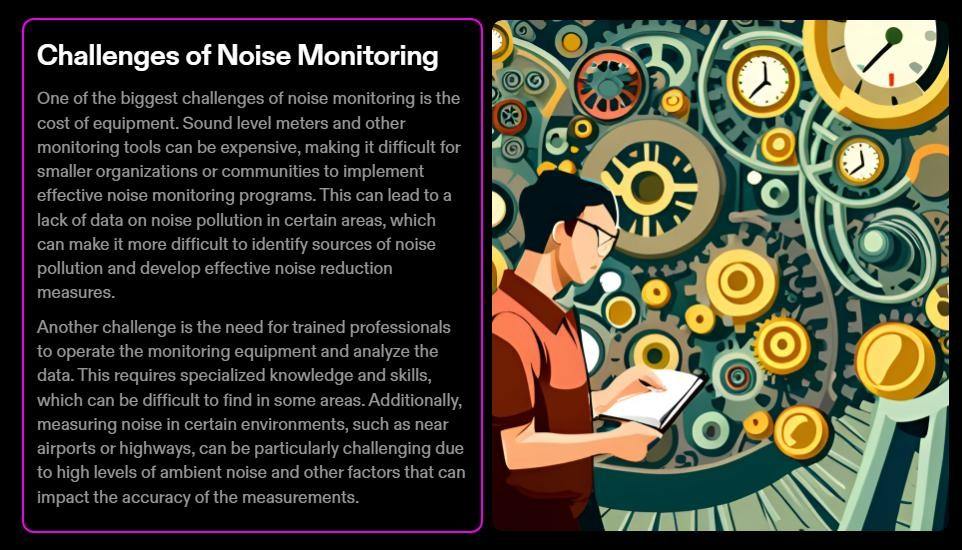 Challenges of Noise Monitoring
One of the biggest challenges of noise monitoring is the
cost of equipment. Sound level meters and other
monitoring tools can be expensive, making it difficult for
smaller organizations or communities to implement
effective noise monitoring programs. This can lead to a
lack of data on noise pollution in certain areas, which
can make it more difficult to identify sources of noise
pollution and develop effective noise reduction
measures.
Another challenge is the need for trained professionals
to operate the monitoring equipment and analyze the
data. This requires specialized knowledge and skills,
which can be difficult to find in some areas. Additionally,
measuring noise in certain environments, such as near
airports or highways, can be particularly challenging due
to high levels of ambient noise and other factors that can
impact the accuracy of the measurements.